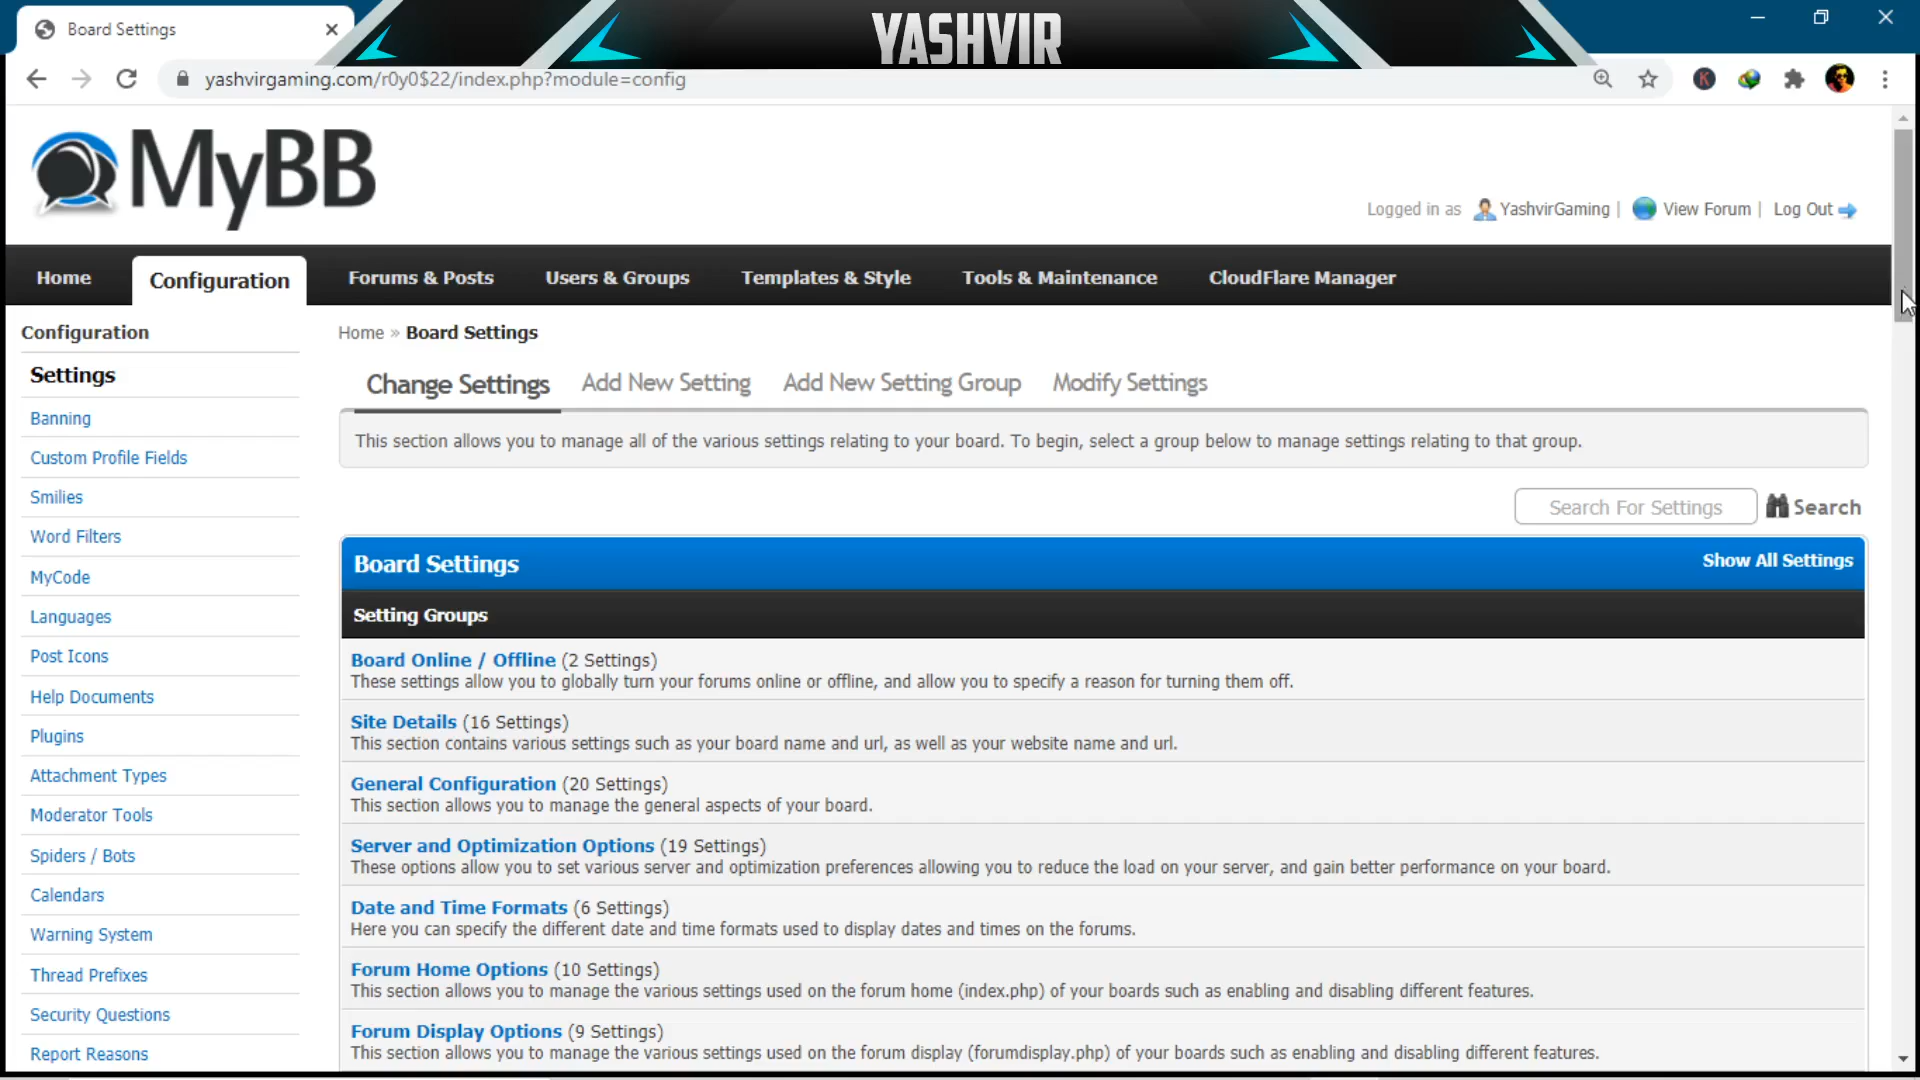 Board Settings
YASHVIR
yashvirgaming.com/r0y0$22/index.php?module=config
K
MyBB
Logged in as YashvirGaming | View Forum | Log Out
Home Configuration Forums & Posts Users & Groups Templates & Style Tools & Maintenance CloudFlare Manager
Configuration
Settings
Banning
Custom Profile Fields
Smilies
Word Filters
MyCode
Languages
Post Icons
Help Documents
Plugins
Attachment Types
Moderator Tools
Spiders / Bots
Calendars
Warning System
Thread Prefixes
Security Questions
Report Reasons
Home » Board Settings
Change Settings Add New Setting Add New Setting Group Modify Settings
This section allows you to manage all of the various settings relating to your board. To begin, select a group below to manage settings relating to that group.
Search For Settings Search
Board Settings Show All Settings
Setting Groups
Board Online / Offline (2 Settings)
These settings allow you to globally turn your forums online or offline, and allow you to specify a reason for turning them off.
Site Details (16 Settings)
This section contains various settings such as your board name and url, as well as your website name and url.
General Configuration (20 Settings)
This section allows you to manage the general aspects of your board.
Server and Optimization Options (19 Settings)
These options allow you to set various server and optimization preferences allowing you to reduce the load on your server, and gain better performance on your board.
Date and Time Formats (6 Settings)
Here you can specify the different date and time formats used to display dates and times on the forums.
Forum Home Options (10 Settings)
This section allows you to manage the various settings used on the forum home (index.php) of your boards such as enabling and disabling different features.
Forum Display Options (9 Settings)
This section allows you to manage the various settings used on the forum display (forumdisplay.php) of your boards such as enabling and disabling different features.